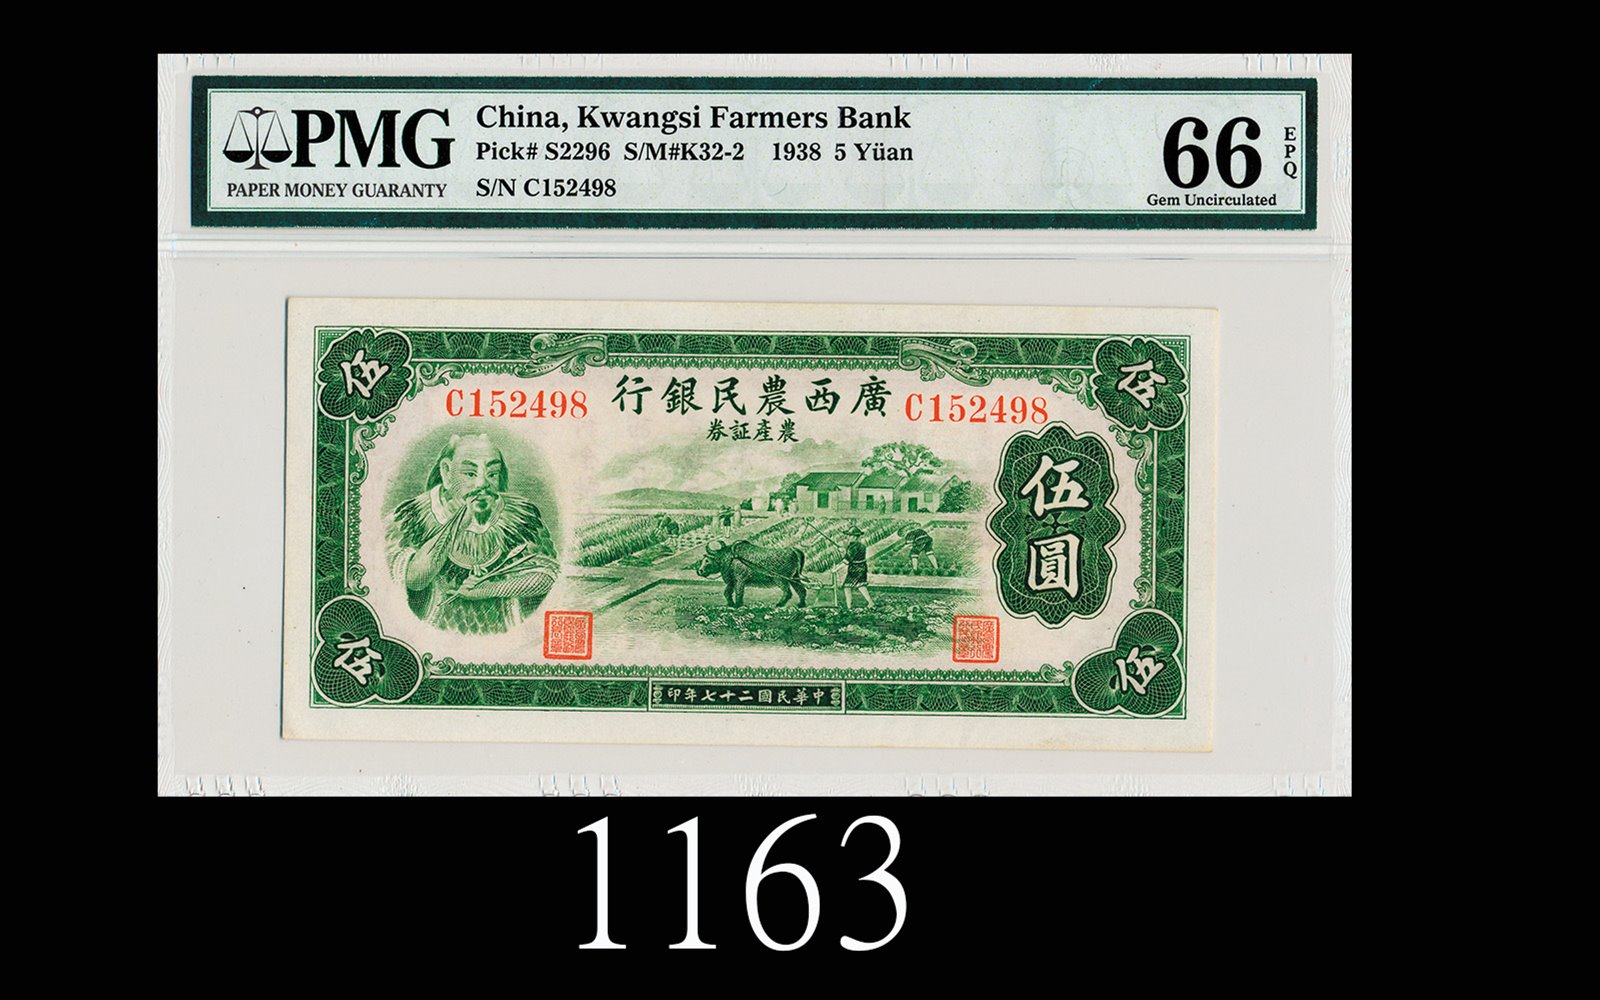 PMG
PAPER MONEY GUARANTY
China, Kwangsi Farmers Bank
Pick# S2296 S/M#K32-2 1938 5 Yüan
S/N C152498
66
EPQ
Gem Uncirculated
伍
伍
C152498
行銀民農西廣
C152498
券証產農
伍圓
伍
伍
印年七十二國民華中
1163